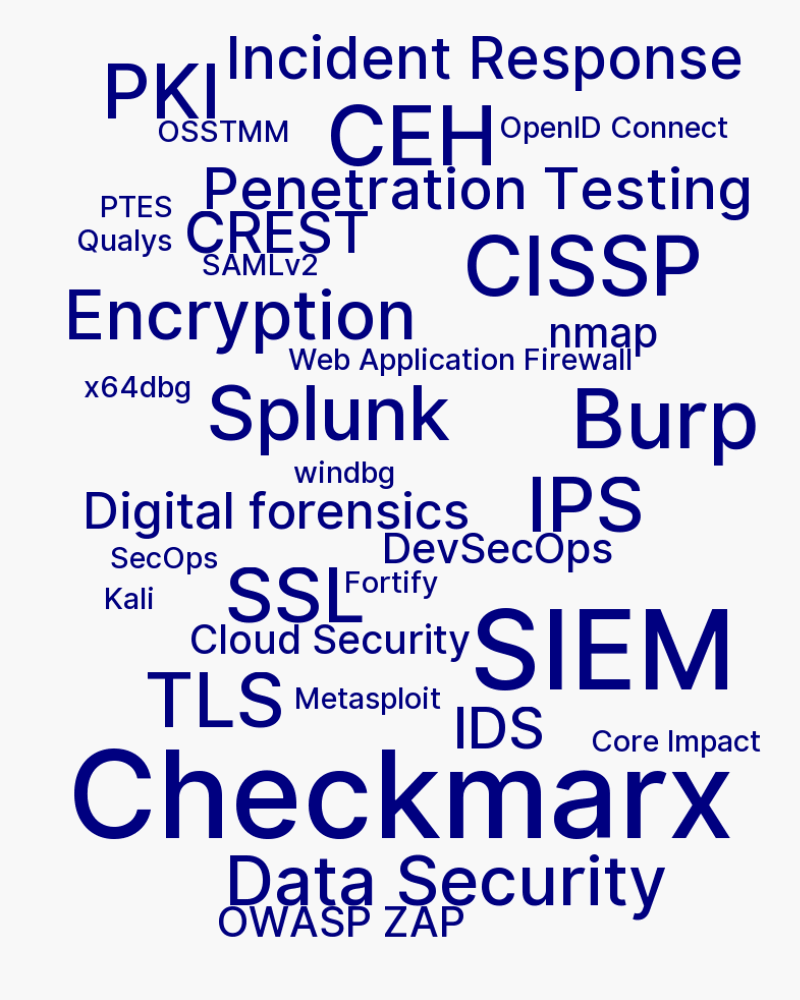 Incident Response
PKI
CEH
OpenID Connect
OSSTMM
Penetration Testing
PTES
CREST
Qualys
SAMLv2
CISSP
Encryption
nmap
Web Application Firewall
x64dbg
Splunk
Burp
windbg
IPS
Digital forensics
DevSecOps
SecOps
Fortify
Kali
SSL
Cloud Security
SIEM
TLS
Metasploit
IDS
Core Impact
Checkmarx
Data Security
OWASP ZAP